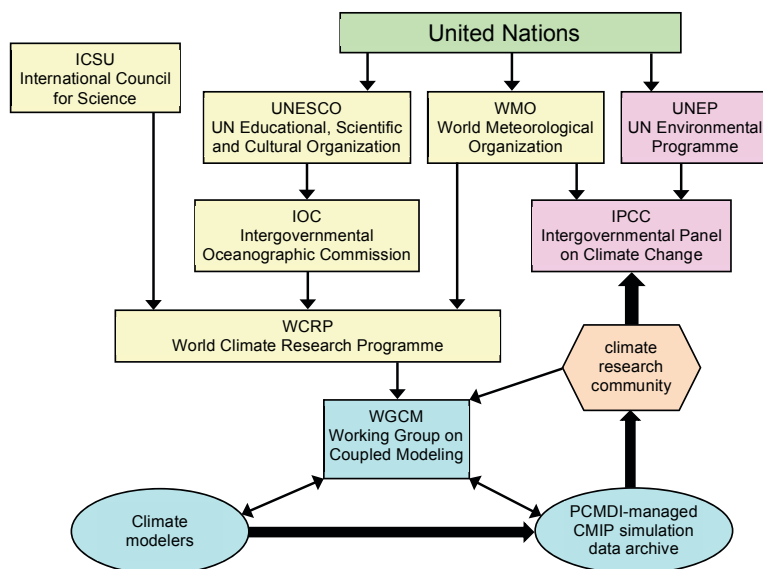 United Nations
ICSU
International Council
for Science
UNESCO
UN Educational, Scientific
and Cultural Organization
WMO
World Meteorological
Organization
UNEP
UN Environmental
Programme
IOC
Intergovernmental
Oceanographic Commission
IPCC
Intergovernmental Panel
on Climate Change
WCRP
World Climate Research Programme
climate
research
community
WGCM
Working Group on
Coupled Modeling
Climate
modelers
PCMDI-managed
CMIP simulation
data archive